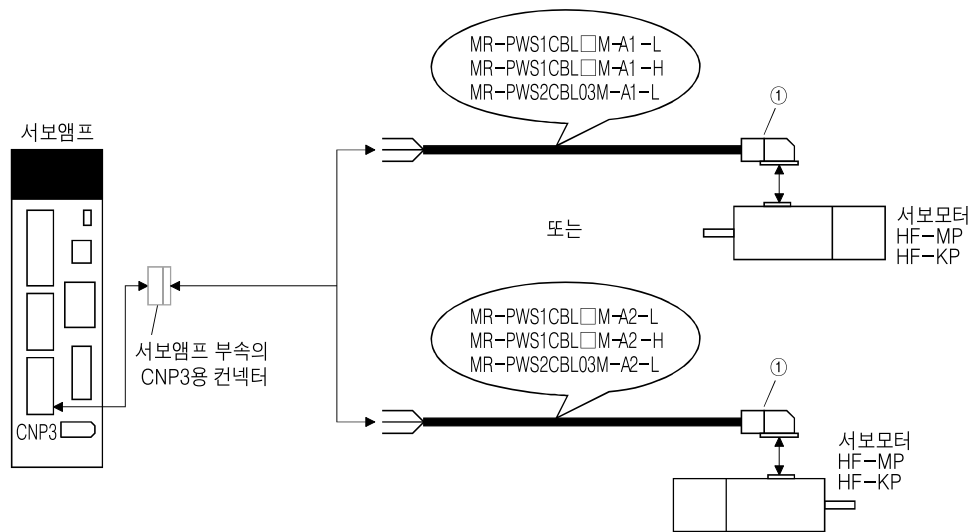 MR-PWS1CBL□M-A1-L
MR-PWS1CBL□M-A1-H
MR-PWS2CBL03M-A1-L
①
서보앰프
서보모터
HF-MP
HF-KP
또는
MR-PWS1CBL□M-A2-L
MR-PWS1CBL□M-A2-H
MR-PWS2CBL03M-A2-L
서보앰프 부속의
CNP3용 컨넥터
①
CNP3
서보모터
HF-MP
HF-KP